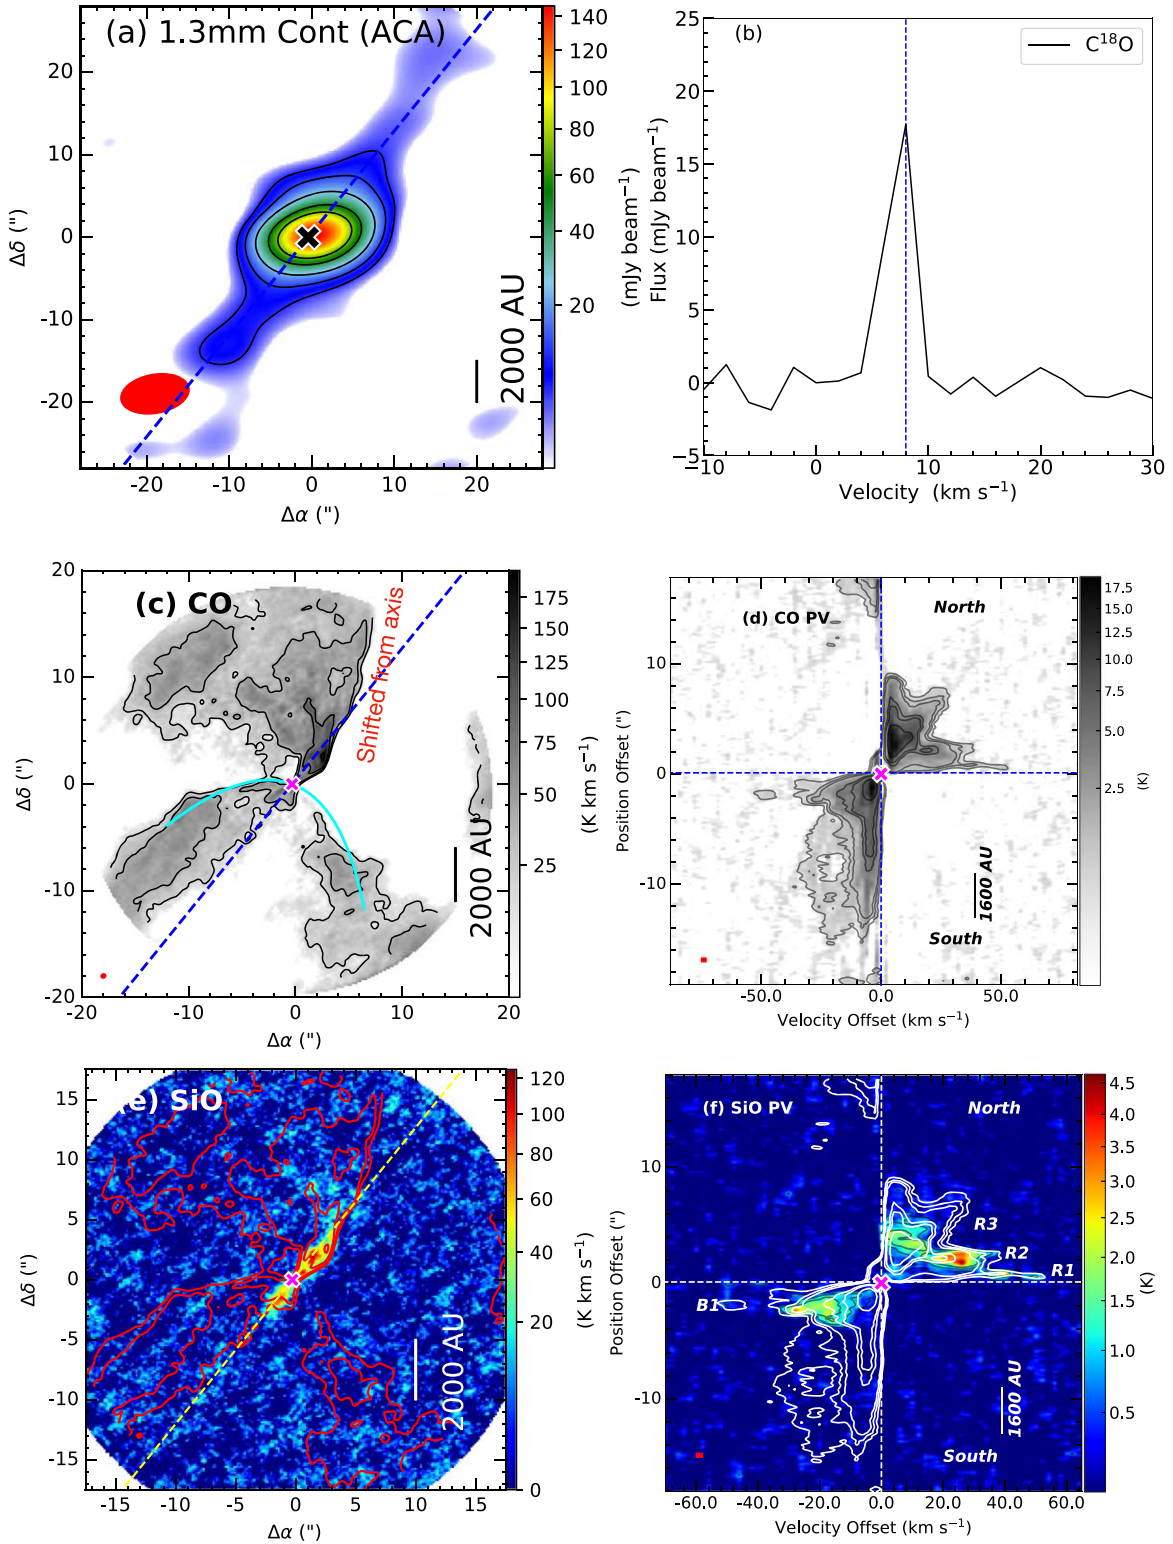 (a) 1.3mm Cont (ACA)
20
10
0
-10
-20
Δδ (")
-20
-10
0
10
20
Δα (")
2000 AU
140
120
100
80
60
40
20
(mJy beam⁻¹)
(b)
C¹⁸O
25
20
15
10
5
0
−5
Flux (mJy beam⁻¹)
−10
0
10
20
30
Velocity (km s⁻¹)
(c) CO
Shifted from axis
20
10
0
-10
-20
Δδ (")
-20
-10
0
10
20
Δα (")
2000 AU
175
150
125
100
75
50
25
(K km s⁻¹)
(d) CO PV
North
South
10
0
-10
Position Offset (")
-50.0
0.0
50.0
Velocity Offset (km s⁻¹)
1600 AU
17.5
15.0
12.5
10.0
7.5
5.0
2.5
(K)
(e) SiO
15
10
5
0
-5
-10
-15
Δδ (")
-15
-10
-5
0
5
10
15
Δα (")
2000 AU
120
100
80
60
40
20
0
(K km s⁻¹)
(f) SiO PV
North
R3
R2
R1
B1
South
10
0
-10
Position Offset (")
-60.0
-40.0
-20.0
0.0
20.0
40.0
60.0
Velocity Offset (km s⁻¹)
1600 AU
4.5
4.0
3.5
3.0
2.5
2.0
1.5
1.0
0.5
(K)